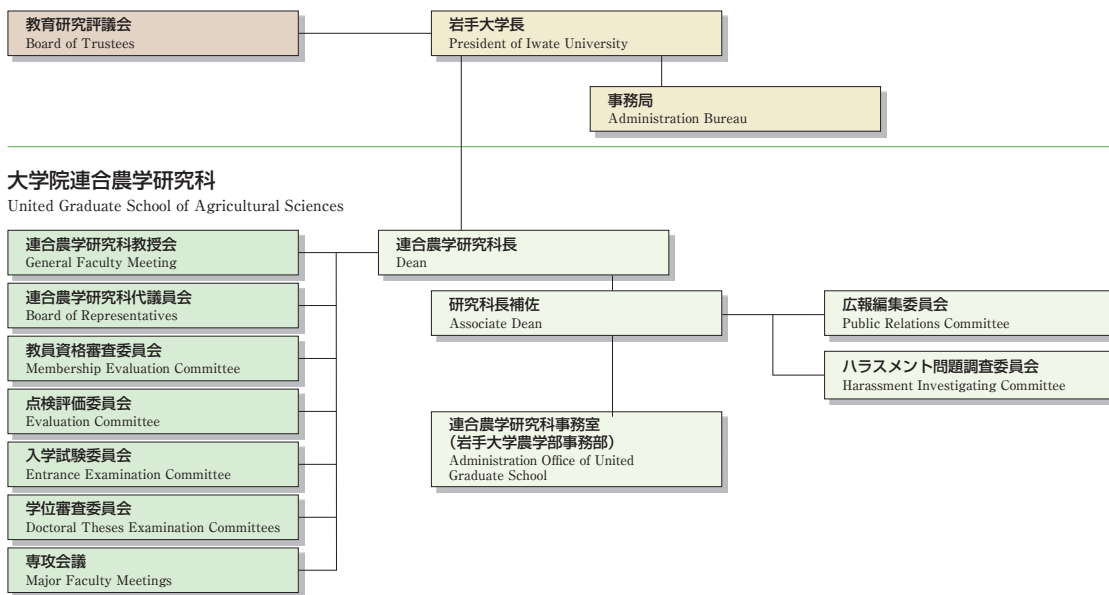 教育研究評議会
Board of Trustees
岩手大学長
President of Iwate University
事務局
Administration Bureau
大学院連合農学研究科
United Graduate School of Agricultural Sciences
連合農学研究科教授会
General Faculty Meeting
連合農学研究科長
Dean
連合農学研究科代議員会
Board of Representatives
研究科長補佐
Associate Dean
広報編集委員会
Public Relations Committee
教員資格審査委員会
Membership Evaluation Committee
ハラスメント問題調査委員会
Harassment Investigating Committee
点検評価委員会
Evaluation Committee
連合農学研究科事務室
（岩手大学農学部事務部）
Administration Office of United
Graduate School
入学試験委員会
Entrance Examination Committee
学位審査委員会
Doctoral Theses Examination Committees
専攻会議
Major Faculty Meetings